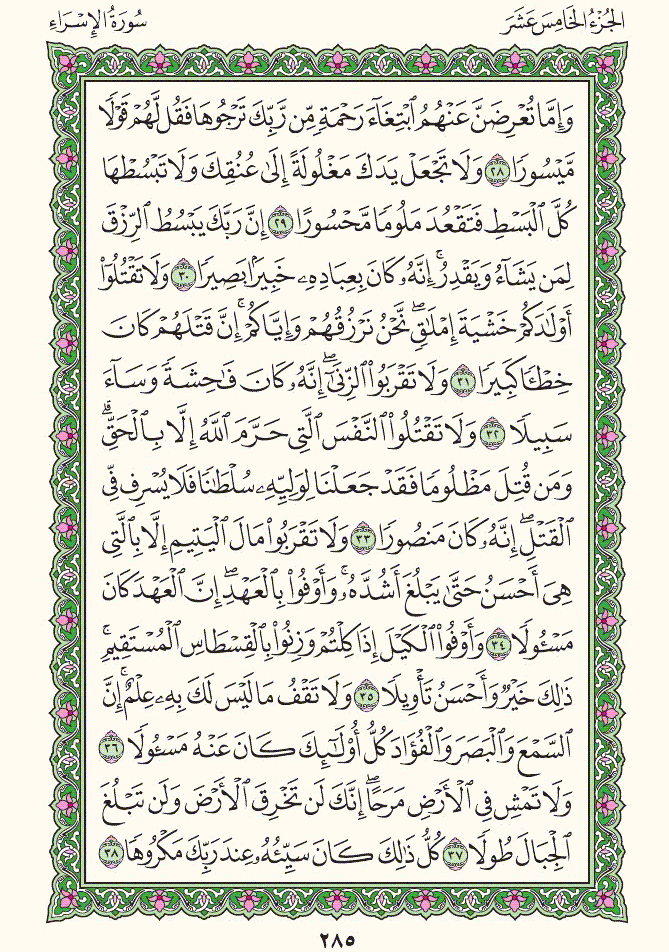 الجُزْءُ الخَامِسَ عَشَرَ
سُورَةُ الإِسْرَاءِ
وَإِمَّا تُعْرِضَنَّ عَنْهُمُ ٱبْتِغَآءَ رَحْمَةٍ مِّن رَّبِّكَ تَرْجُوهَا فَقُل لَّهُمْ قَوْلًا
مَّيْسُورًا ٢٨ وَلَا تَجْعَلْ يَدَكَ مَغْلُولَةً إِلَىٰ عُنُقِكَ وَلَا تَبْسُطْهَا
كُلَّ ٱلْبَسْطِ فَتَقْعُدَ مَلُومًا مَّحْسُورًا ٢٩ إِنَّ رَبَّكَ يَبْسُطُ ٱلرِّزْقَ
لِمَن يَشَآءُ وَيَقْدِرُ ۚ إِنَّهُۥ كَانَ بِعِبَادِهِۦ خَبِيرًۢا بَصِيرًا ٣٠ وَلَا تَقْتُلُوٓا۟
أَوْلَٰدَكُمْ خَشْيَةَ إِمْلَٰقٍ ۖ نَّحْنُ نَرْزُقُهُمْ وَإِيَّاكُمْ ۚ إِنَّ قَتْلَهُمْ كَانَ
خِطْـًٔا كَبِيرًا ٣١ وَلَا تَقْرَبُوا۟ ٱلزِّنَىٰٓ ۖ إِنَّهُۥ كَانَ فَٰحِشَةً وَسَآءَ
سَبِيلًا ٣٢ وَلَا تَقْتُلُوا۟ ٱلنَّفْسَ ٱلَّتِى حَرَّمَ ٱللَّهُ إِلَّا بِٱلْحَقِّ ۗ
وَمَن قُتِلَ مَظْلُومًا فَقَدْ جَعَلْنَا لِوَلِيِّهِۦ سُلْطَٰنًا فَلَا يُسْرِف فِّى
ٱلْقَتْلِ ۖ إِنَّهُۥ كَانَ مَنصُورًا ٣٣ وَلَا تَقْرَبُوا۟ مَالَ ٱلْيَتِيمِ إِلَّا بِٱلَّتِى
هِىَ أَحْسَنُ حَتَّىٰ يَبْلُغَ أَشُدَّهُۥ ۚ وَأَوْفُوا۟ بِٱلْعَهْدِ ۖ إِنَّ ٱلْعَهْدَ كَانَ
مَسْـُٔولًا ٣٤ وَأَوْفُوا۟ ٱلْكَيْلَ إِذَا كِلْتُمْ وَزِنُوا۟ بِٱلْقِسْطَاسِ ٱلْمُسْتَقِيمِ ۚ
ذَٰلِكَ خَيْرٌ وَأَحْسَنُ تَأْوِيلًا ٣٥ وَلَا تَقْفُ مَا لَيْسَ لَكَ بِهِۦ عِلْمٌ ۚ إِنَّ
ٱلسَّمْعَ وَٱلْبَصَرَ وَٱلْفُؤَادَ كُلُّ أُو۟لَٰٓئِكَ كَانَ عَنْهُ مَسْـُٔولًا ٣٦
وَلَا تَمْشِ فِى ٱلْأَرْضِ مَرَحًا ۖ إِنَّكَ لَن تَخْرِقَ ٱلْأَرْضَ وَلَن تَبْلُغَ
ٱلْجِبَالَ طُولًا ٣٧ كُلُّ ذَٰلِكَ كَانَ سَيِّئُهُۥ عِندَ رَبِّكَ مَكْرُوهًا ٣٨
٢٨٥